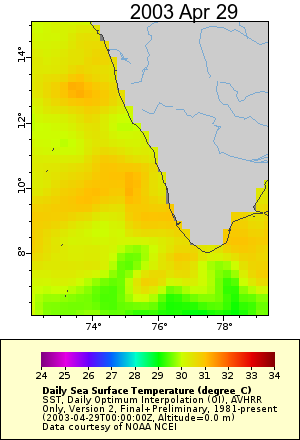 2003 Apr 29
14°
12°
10°
8°
74°
76°
78°
24 25 26 27 28 29 30 31 32 33 34
Daily Sea Surface Temperature (degree_C)
SST, Daily Optimum Interpolation (OI), AVHRR
Only, Version 2, Final+Preliminary, 1981-present
(2003-04-29T00:00:00Z, Altitude=0.0 m)
Data courtesy of NOAA NCEI